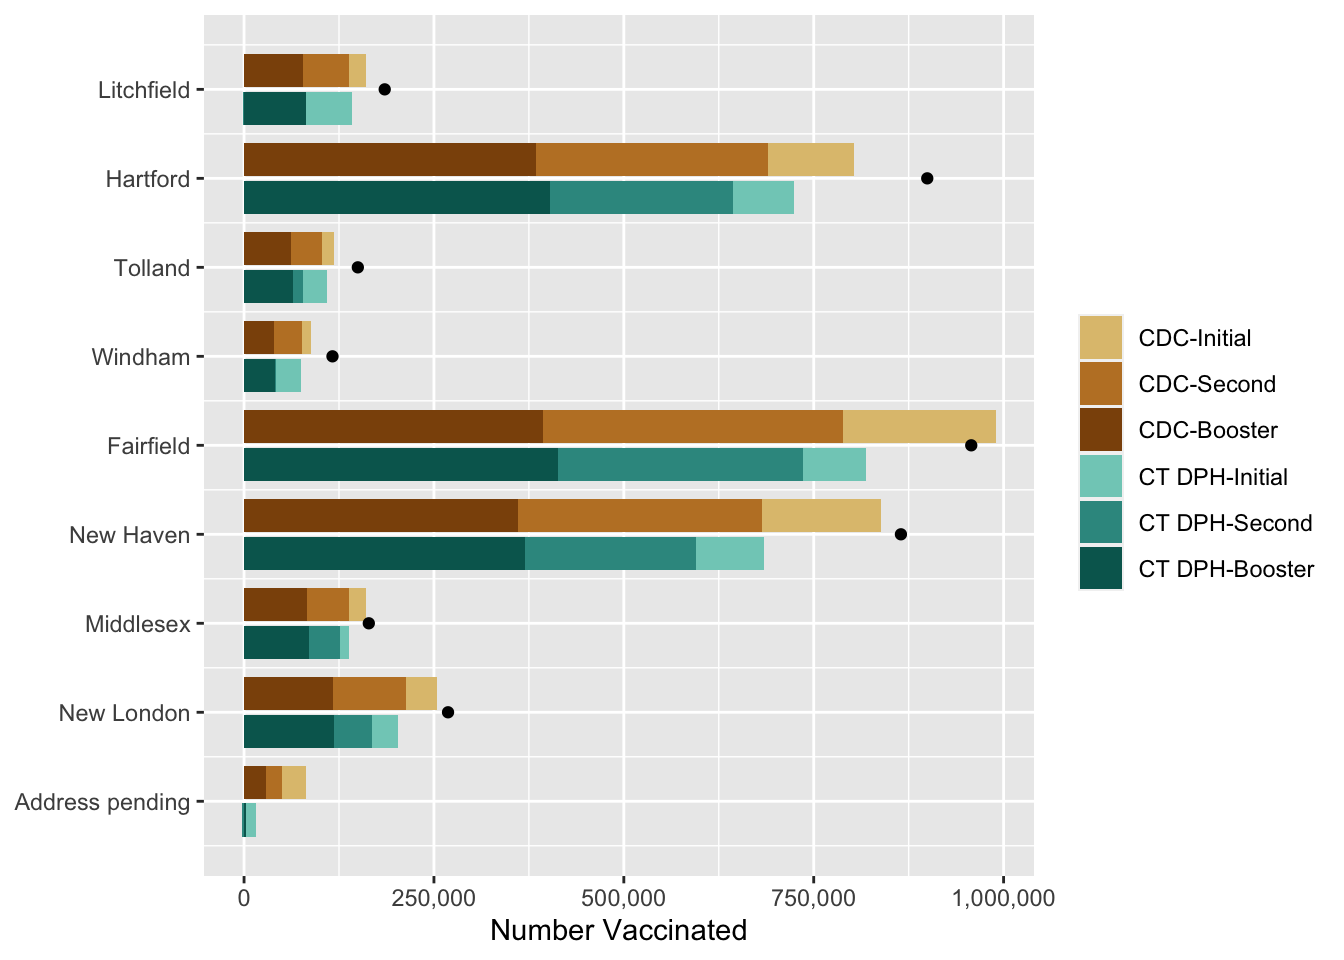 Litchfield
Hartford
Tolland
Windham
Fairfield
New Haven
Middlesex
New London
Address pending
0
250,000
500,000
750,000
1,000,000
Number Vaccinated
CDC-Initial
CDC-Second
CDC-Booster
CT DPH-Initial
CT DPH-Second
CT DPH-Booster